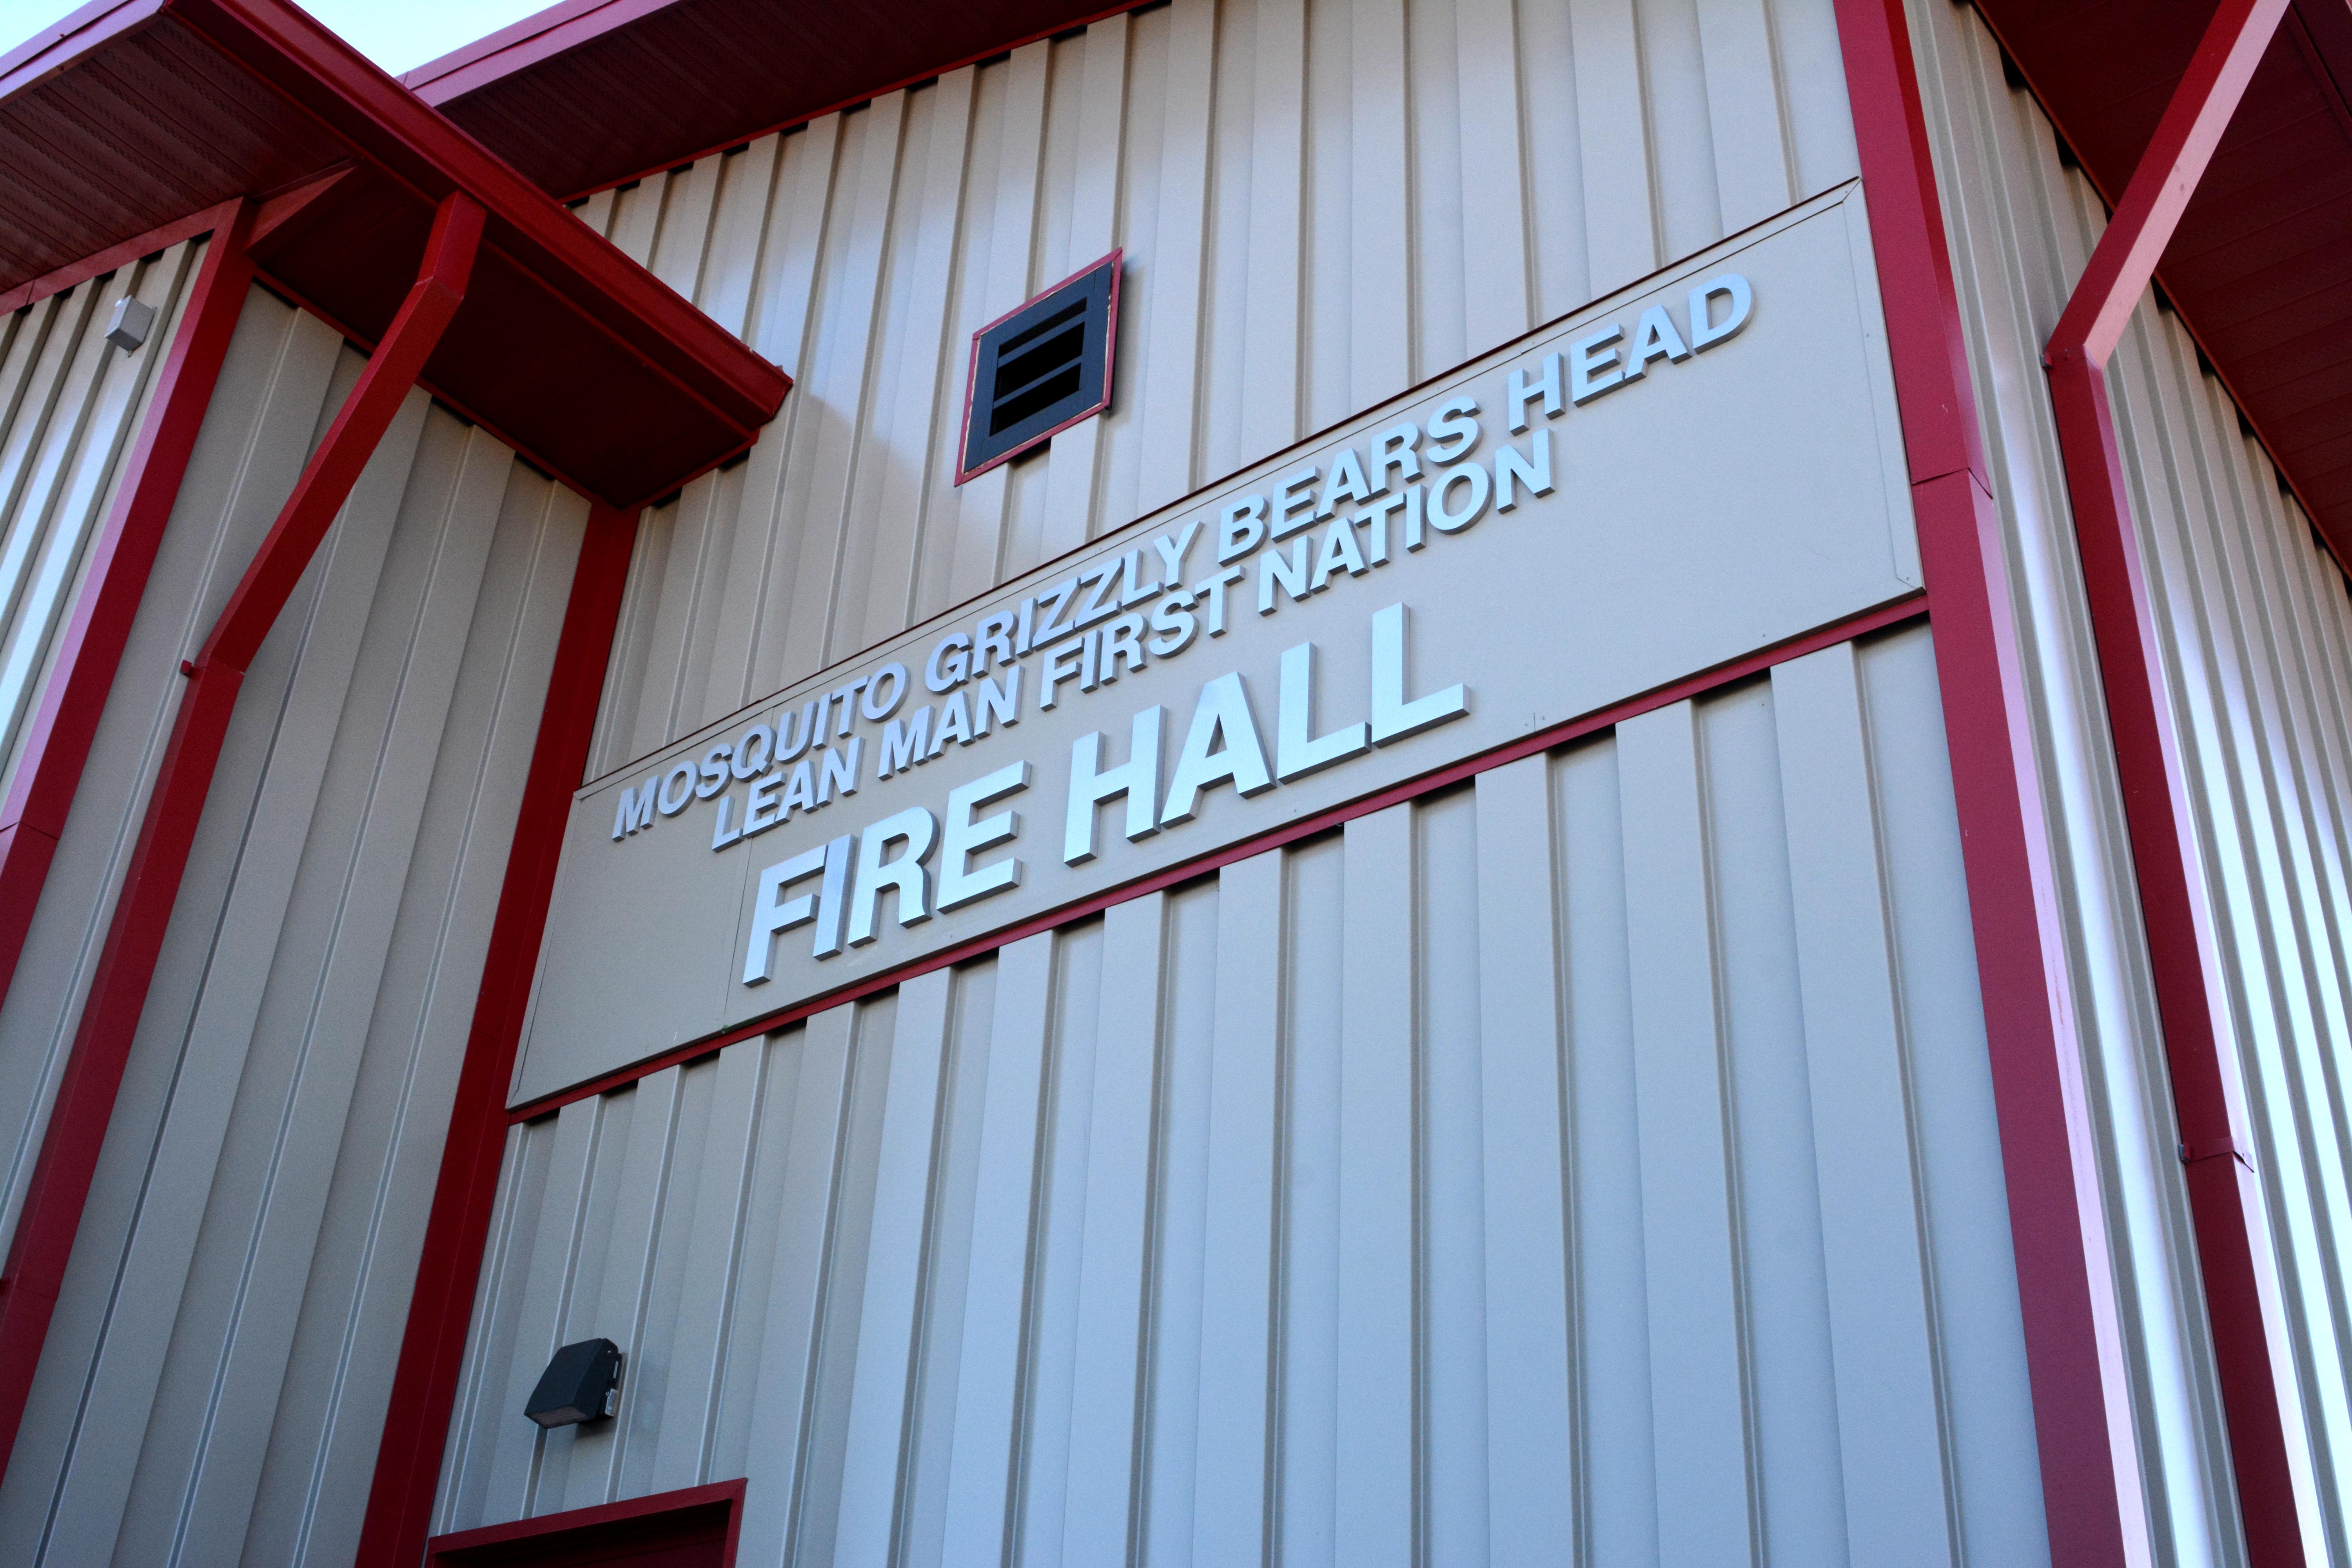 MOSQUITO GRIZZLY BEARS HEAD
LEAN MAN FIRST NATION
FIRE HALL